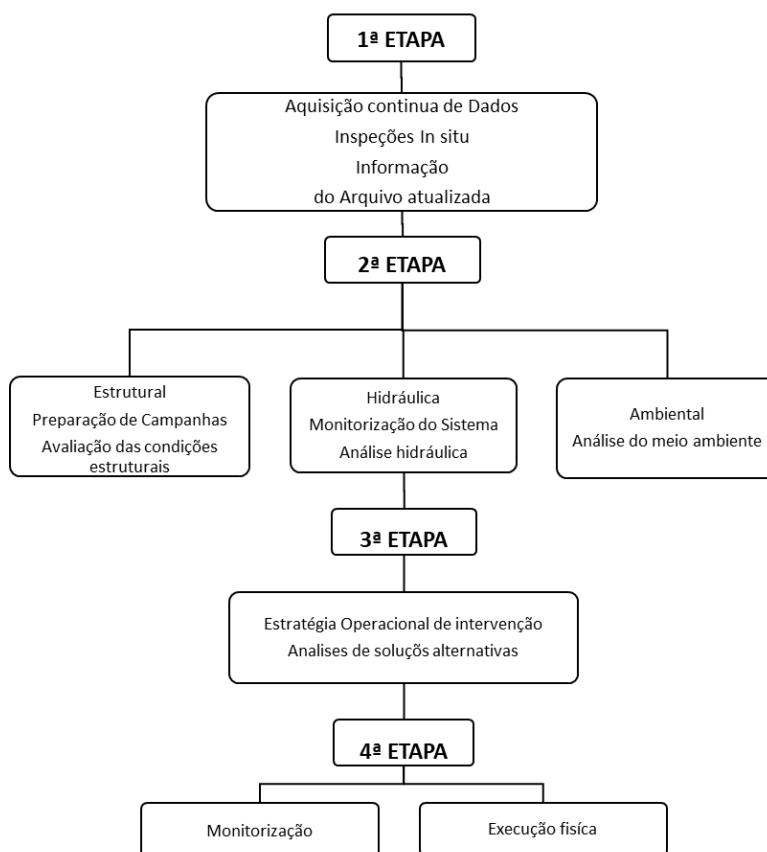 1ª ETAPA
Aquisição continua de Dados
Inspeções In situ
Informação
do Arquivo atualizada
2ª ETAPA
Estrutural
Preparação de Campanhas
Avaliação das condições
estruturais
Hidráulica
Monitorização do Sistema
Análise hidráulica
Ambiental
Análise do meio ambiente
3ª ETAPA
Estratégia Operacional de intervenção
Analises de soluçõs alternativas
4ª ETAPA
Monitorização
Execução fisíca